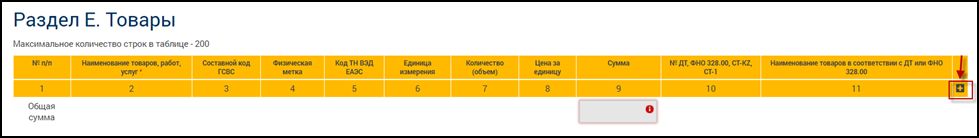 Раздел E. Товары
Максимальное количество строк в таблице - 200
№ п/п Наименование товаров, работ, услуг * Составной код ГСВС Физическая метка Код ТН ВЭД ЕАЭС Единица измерения Количество (объем) Цена за единицу Сумма № ДТ, ФНО 328.00, СТ-KZ, СТ-1 Наименование товаров в соответствии с ДТ или ФНО 328.00
1 2 3 4 5 6 7 8 9 10 11
Общая сумма